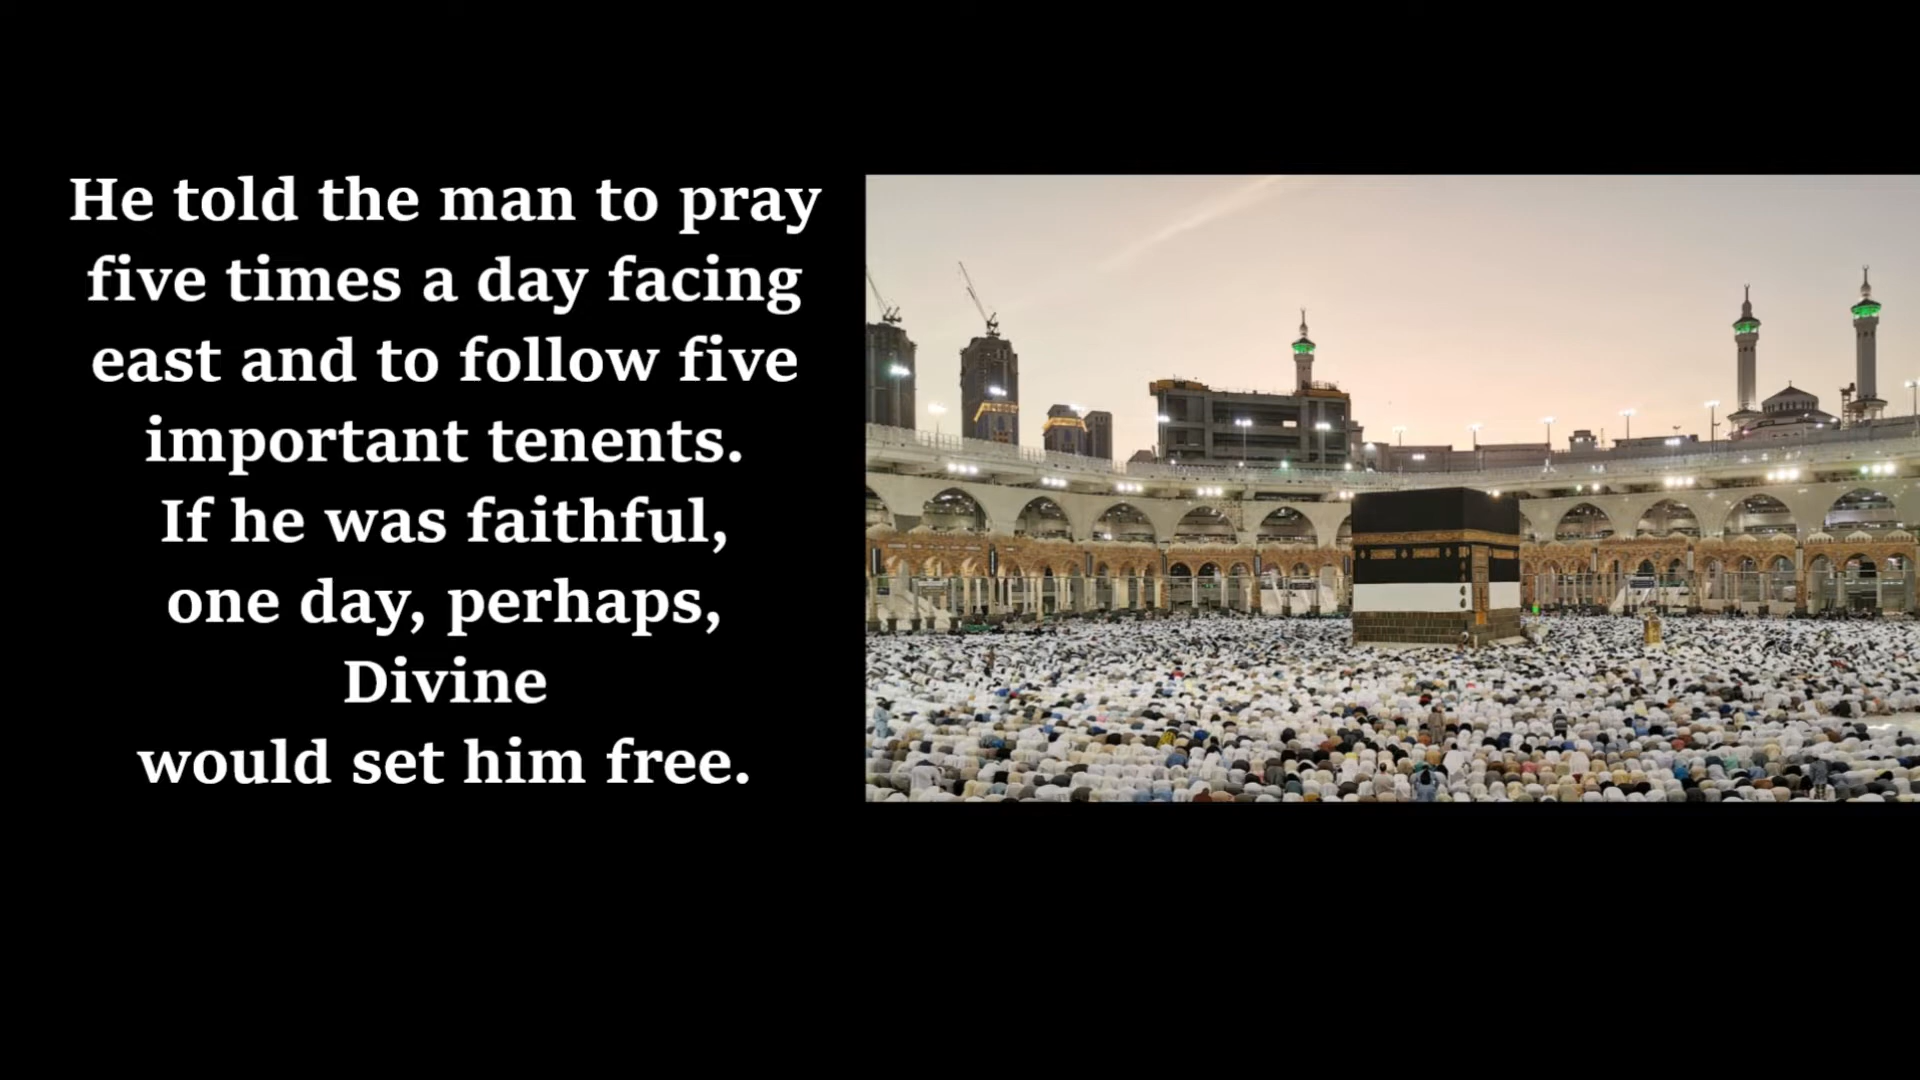 He told the man to pray
five times a day facing
east and to follow five
important tenents.
If he was faithful,
one day, perhaps,
Divine
would set him free.